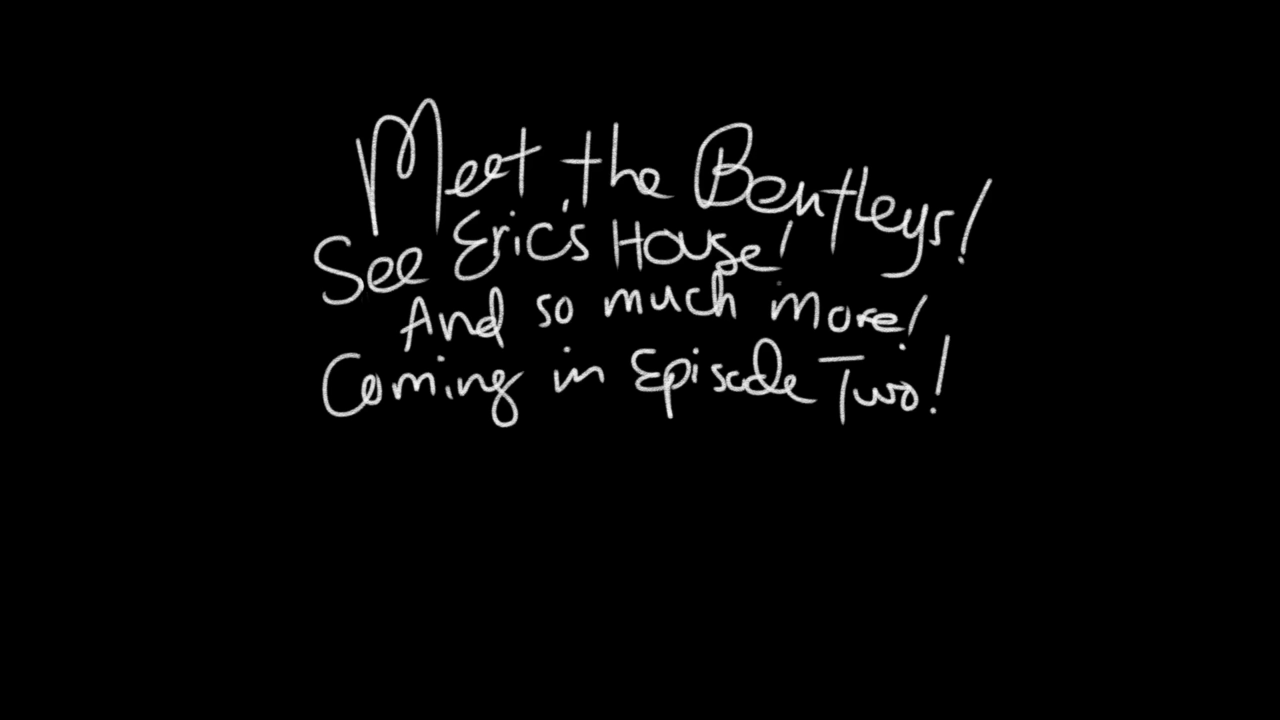 Meet the Bentleys!
See Eric's House!
And so much more!
Coming in Episode Two!